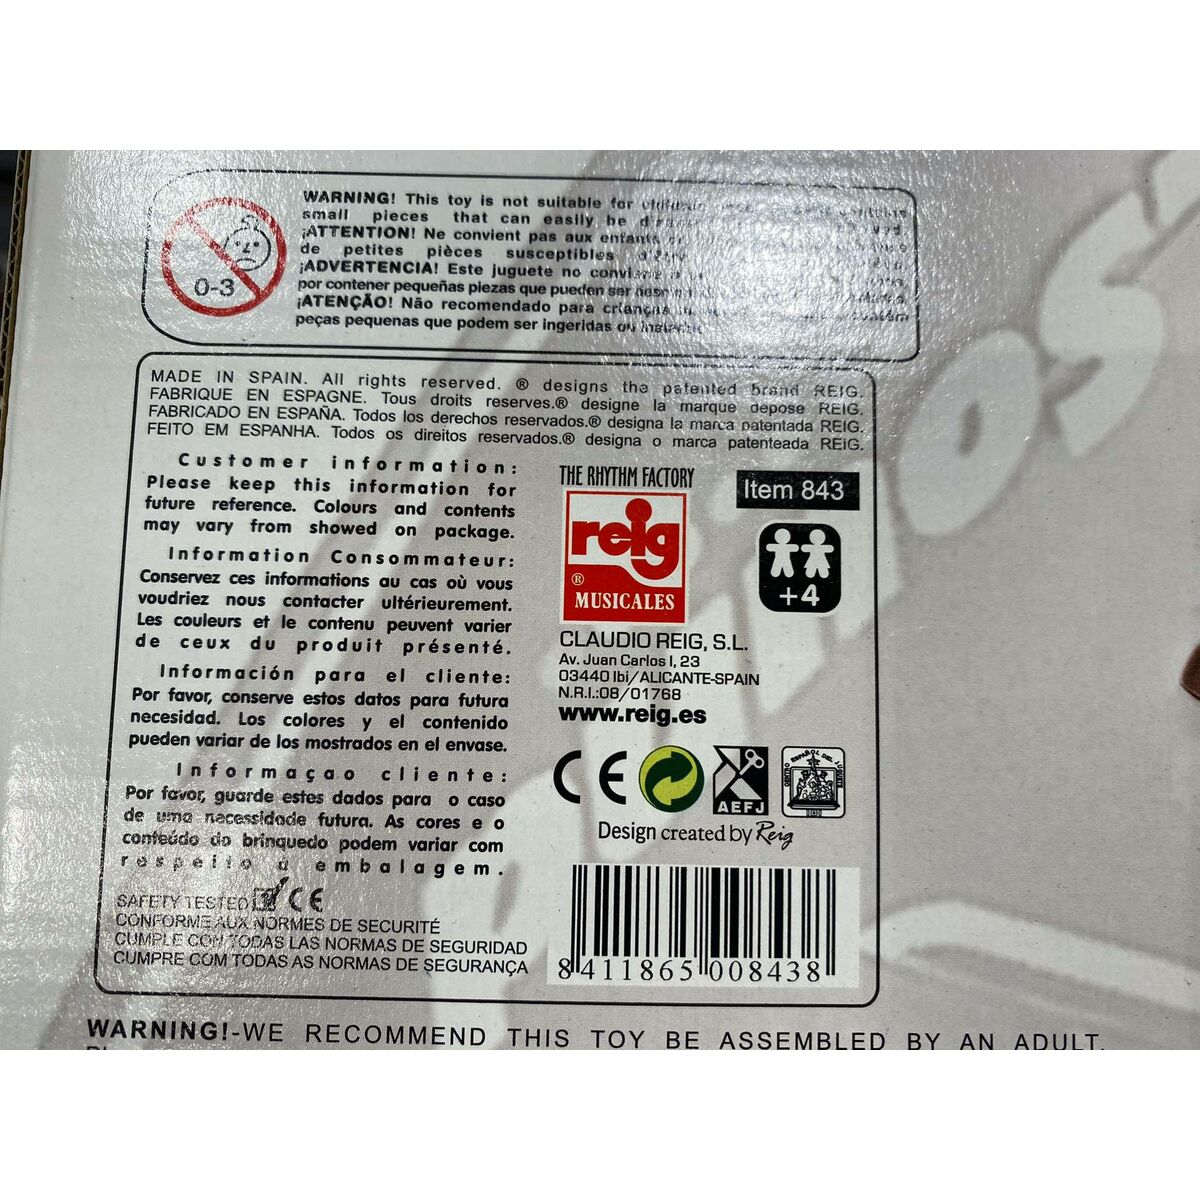 WARNING! This toy is not suitable for
small pieces that can easily be
¡ATTENTION! Ne convient pas aux enfants
de petites pièces susceptibles
¡ADVERTENCIA! Este juguete no
por contener pequeñas piezas que pueden ser
¡ATENÇÃO! Não recomendado para crianças
peças pequenas que podem ser ingeridas ou
0-3
MADE IN SPAIN. All rights reserved. ® designs the patented brand REIG.
FABRIQUE EN ESPAGNE. Tous droits reserves.® designe la marque depose REIG.
FABRICADO EN ESPAÑA. Todos los derechos reservados.® designa la marca patentada REIG.
FEITO EM ESPANHA. Todos os direitos reservados.® designa o marca patenteada REIG.
Customer information:
Please keep this information for
future reference. Colours and contents
may vary from showed on package.
Information Consommateur:
Conservez ces informations au cas où vous
voudriez nous contacter ultérieurement.
Les couleurs et le contenu peuvent varier
de ceux du produit présenté.
Información para el cliente:
Por favor, conserve estos datos para futura
necesidad. Los colores y el contenido
pueden variar de los mostrados en el envase.
Informaçao cliente:
Por favor, guarde estes dados para o caso
de uma necessidade futura. As cores e o
conteúdo do brinquedo podem variar com
respeito á embalagem.
SAFETY TESTED CE
CONFORME AUX NORMES DE SECURITÉ
CUMPLE CON TODAS LAS NORMAS DE SEGURIDAD
CUMPRE COM TODAS AS NORMAS DE SEGURANÇA
THE RHYTHM FACTORY
reig
®
MUSICALES
Item 843
+4
CLAUDIO REIG, S.L.
Av. Juan Carlos I, 23
03440 Ibi/ALICANTE-SPAIN
N.R.I.:08/01768
www.reig.es
CE
AEFJ
Design created by Reig
8 411865 008438
WARNING!-WE RECOMMEND THIS TOY BE ASSEMBLED BY AN ADULT.